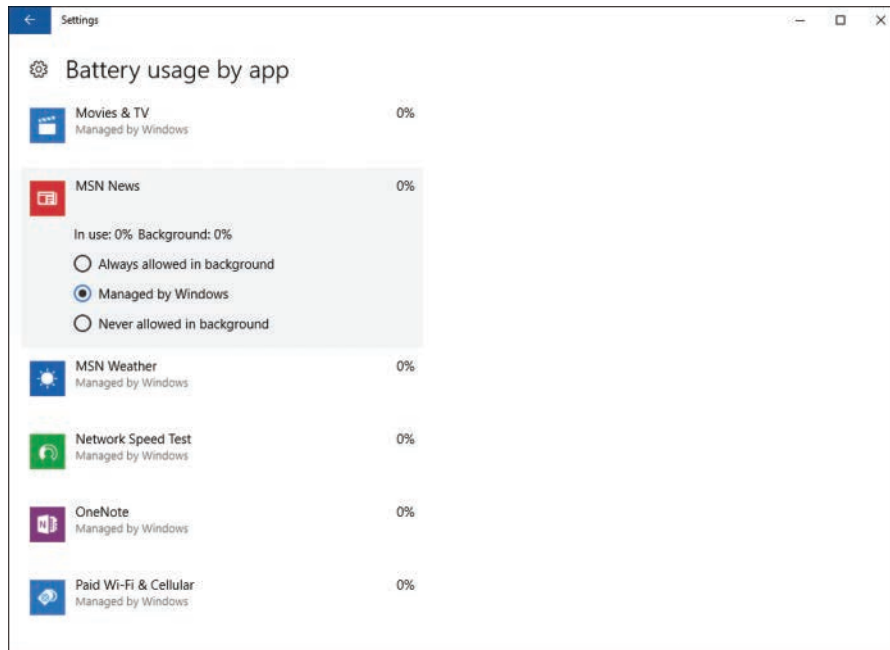 Settings
Battery usage by app
Movies & TV 0%
Managed by Windows
MSN News 0%
In use: 0% Background: 0%
Always allowed in background
Managed by Windows
Never allowed in background
MSN Weather 0%
Managed by Windows
Network Speed Test 0%
Managed by Windows
OneNote 0%
Managed by Windows
Paid Wi-Fi & Cellular 0%
Managed by Windows